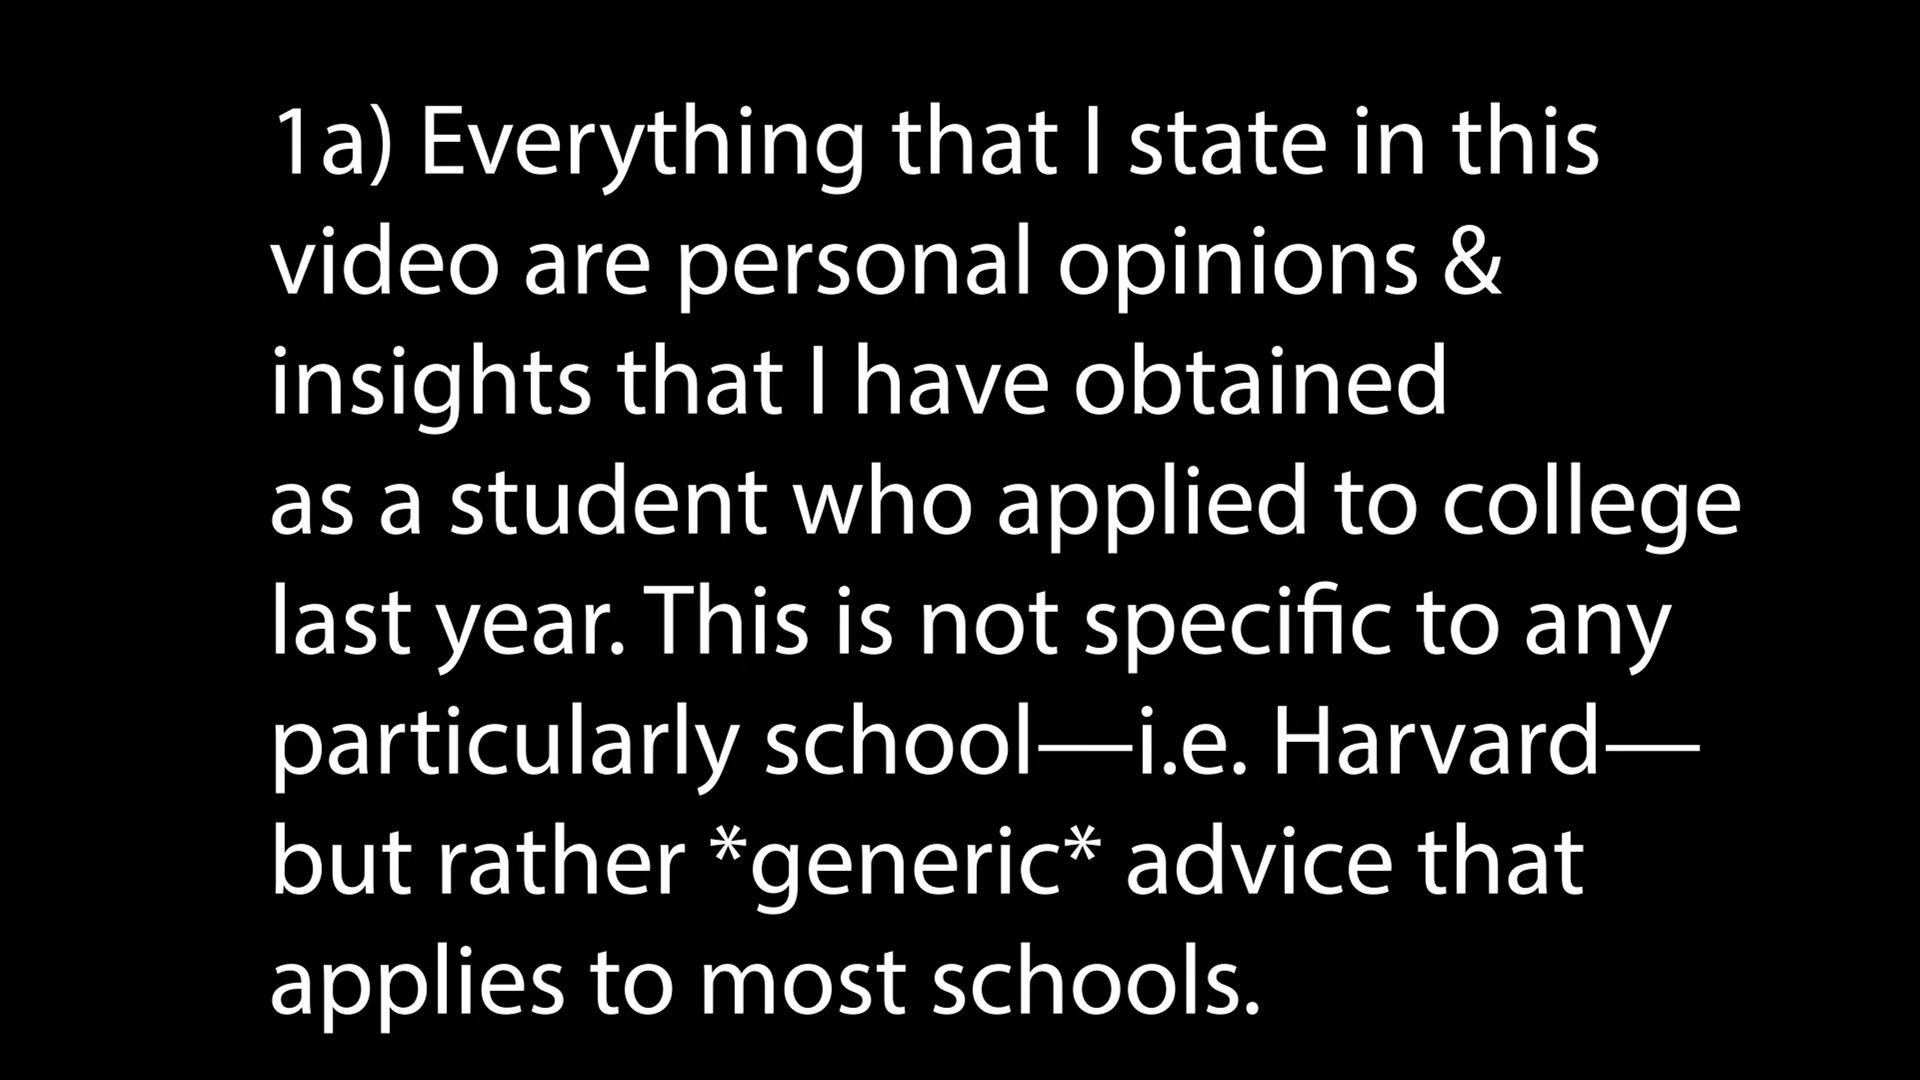 1a) Everything that I state in this
video are personal opinions &
insights that I have obtained
as a student who applied to college
last year. This is not specific to any
particularly school—i.e. Harvard—
but rather *generic* advice that
applies to most schools.